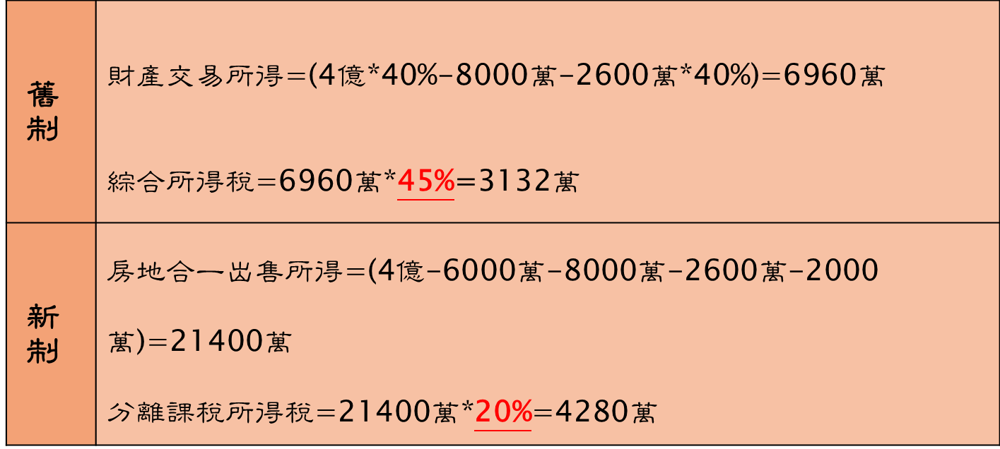 舊制
財產交易所得=(4億*40%-8000萬-2600萬*40%)=6960萬
綜合所得稅=6960萬*45%=3132萬
新制
房地合一出售所得=(4億-6000萬-8000萬-2600萬-2000
萬)=21400萬
分離課稅所得稅=21400萬*20%=4280萬